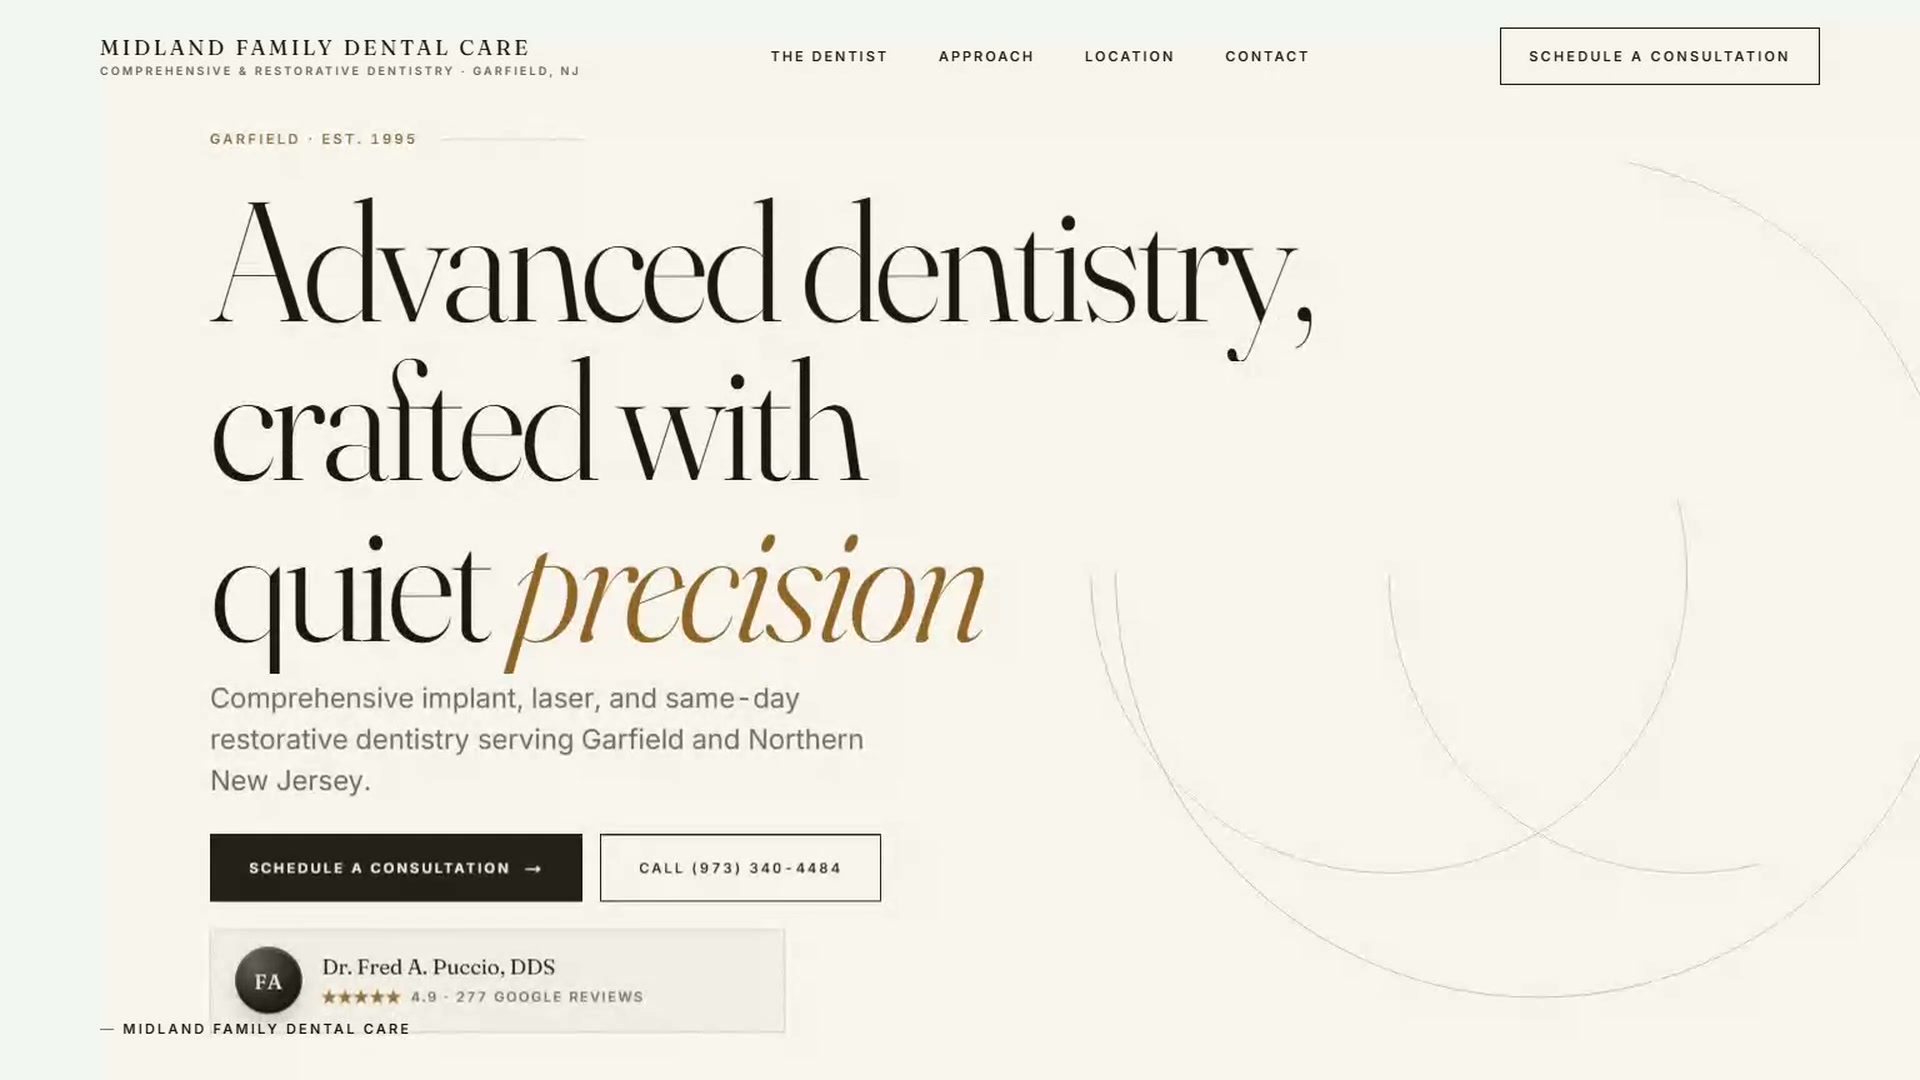 MIDLAND FAMILY DENTAL CARE
COMPREHENSIVE & RESTORATIVE DENTISTRY · GARFIELD, NJ
THE DENTIST
APPROACH
LOCATION
CONTACT
SCHEDULE A CONSULTATION
GARFIELD · EST. 1995
Advanced dentistry,
crafted with
quiet precision
Comprehensive implant, laser, and same-day
restorative dentistry serving Garfield and Northern
New Jersey.
SCHEDULE A CONSULTATION →
CALL (973) 340-4484
FA
Dr. Fred A. Puccio, DDS
★★★★★ 4.9 · 277 GOOGLE REVIEWS
— MIDLAND FAMILY DENTAL CARE